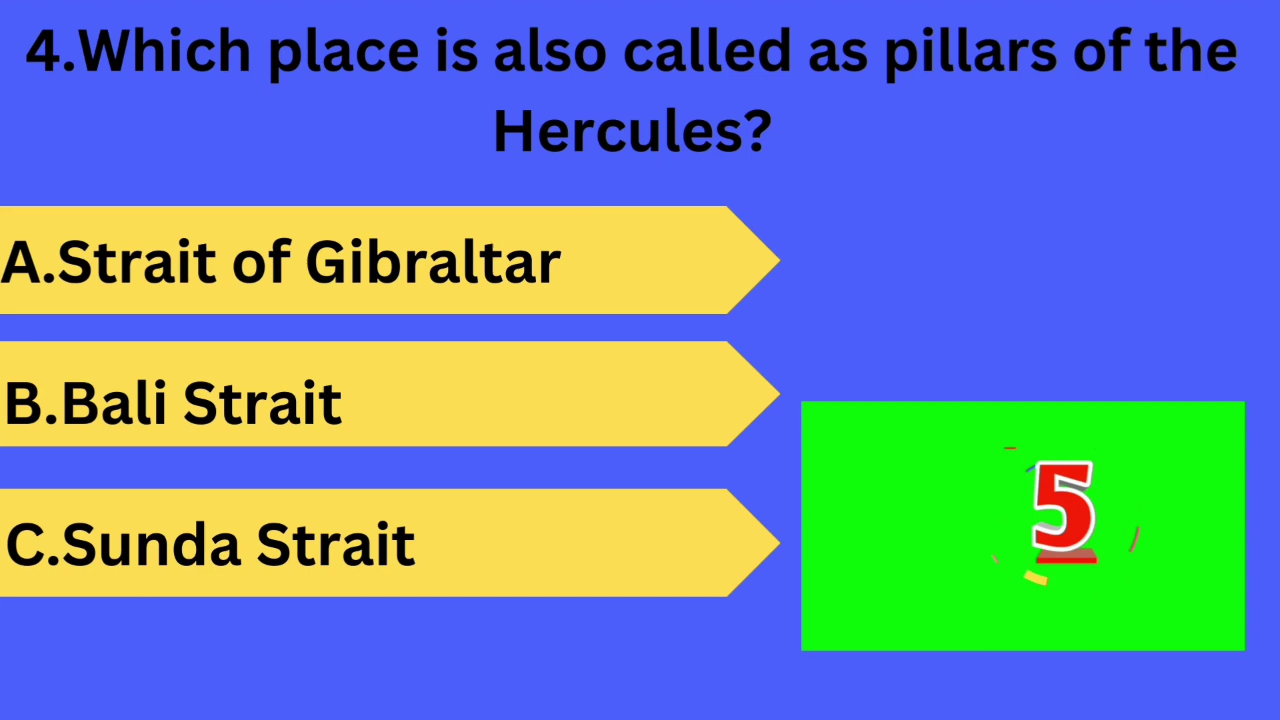 4.Which place is also called as pillars of the
Hercules?
A.Strait of Gibraltar
B.Bali Strait
C.Sunda Strait
5